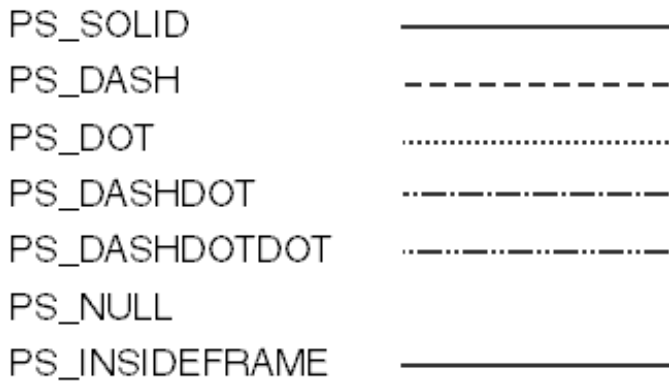 PS_SOLID
PS_DASH
PS_DOT
PS_DASHDOT
PS_DASHDOTDOT
PS_NULL
PS_INSIDEFRAME